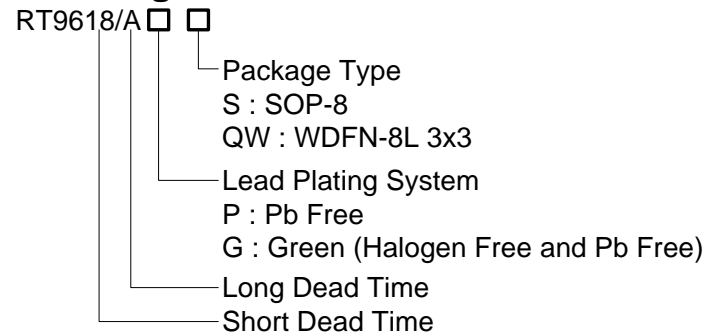 RT9618/A
Package Type
S : SOP-8
QW : WDFN-8L 3x3
Lead Plating System
P : Pb Free
G : Green (Halogen Free and Pb Free)
Long Dead Time
Short Dead Time